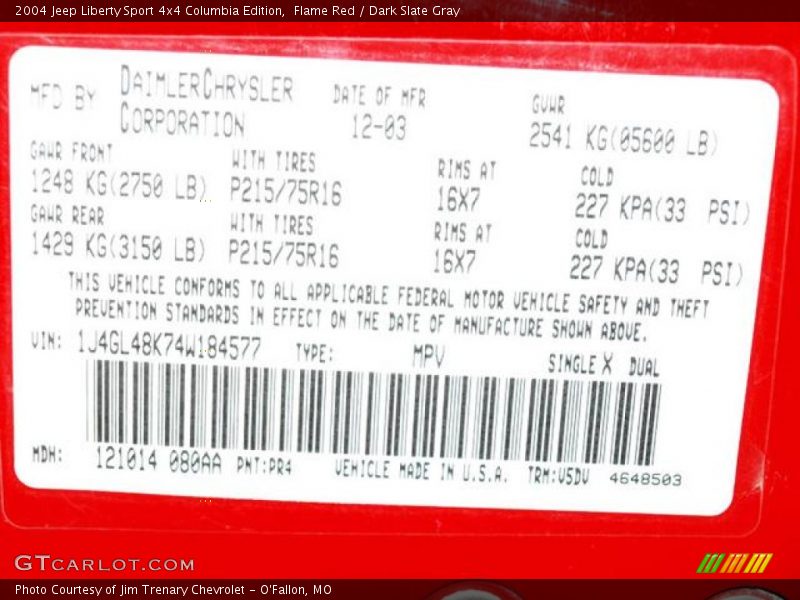 2004 Jeep Liberty Sport 4x4 Columbia Edition,  Flame Red / Dark Slate Gray
MFD BY DAIMLERCHRYSLER CORPORATION DATE OF MFR 12-03 GVWR 2541 KG(05600 LB)
GAWR FRONT WITH TIRES RIMS AT COLD
1248 KG(2750 LB) P215/75R16 16X7 227 KPA(33 PSI)
GAWR REAR WITH TIRES RIMS AT COLD
1429 KG(3150 LB) P215/75R16 16X7 227 KPA(33 PSI)
THIS VEHICLE CONFORMS TO ALL APPLICABLE FEDERAL MOTOR VEHICLE SAFETY AND THEFT
PREVENTION STANDARDS IN EFFECT ON THE DATE OF MANUFACTURE SHOWN ABOVE.
VIN: 1J4GL48K74W184577 TYPE: MPV SINGLE X DUAL
MDH: 121014 080AA PNT:PR4 VEHICLE MADE IN U.S.A. TRM:V5DV 4648503
GTCARLOT.COM
Photo Courtesy of Jim Trenary Chevrolet - O'Fallon, MO